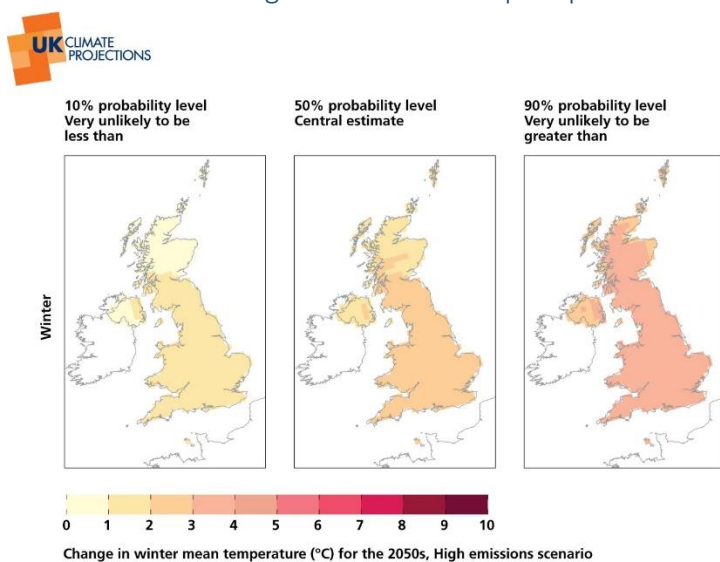 UK CLIMATE
PROJECTIONS
10% probability level
Very unlikely to be
less than
50% probability level
Central estimate
90% probability level
Very unlikely to be
greater than
Winter
0 1 2 3 4 5 6 7 8 9 10
Change in winter mean temperature (°C) for the 2050s, High emissions scenario